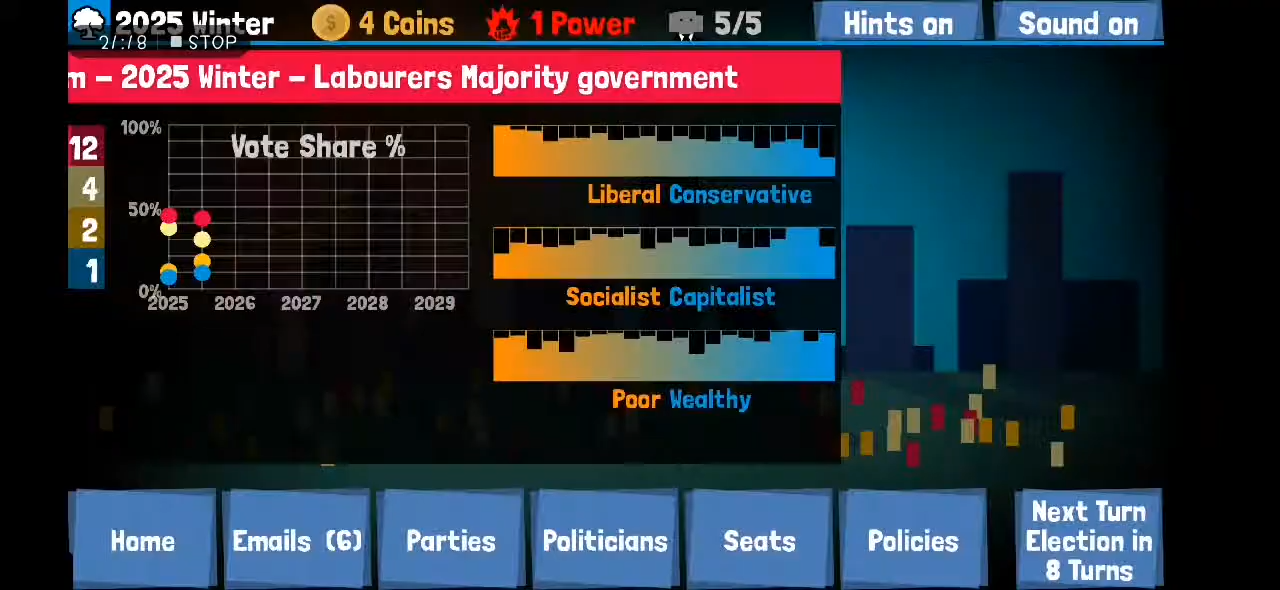 2025 Winter
4 Coins
1 Power
5/5
Hints on
Sound on
STOP
m – 2025 Winter – Labourers Majority government
12
4
2
1
Vote Share %
100%
50%
0%
2025 2026 2027 2028 2029
Liberal Conservative
Socialist Capitalist
Poor Wealthy
Home
Emails (6)
Parties
Politicians
Seats
Policies
Next Turn
Election in
8 Turns